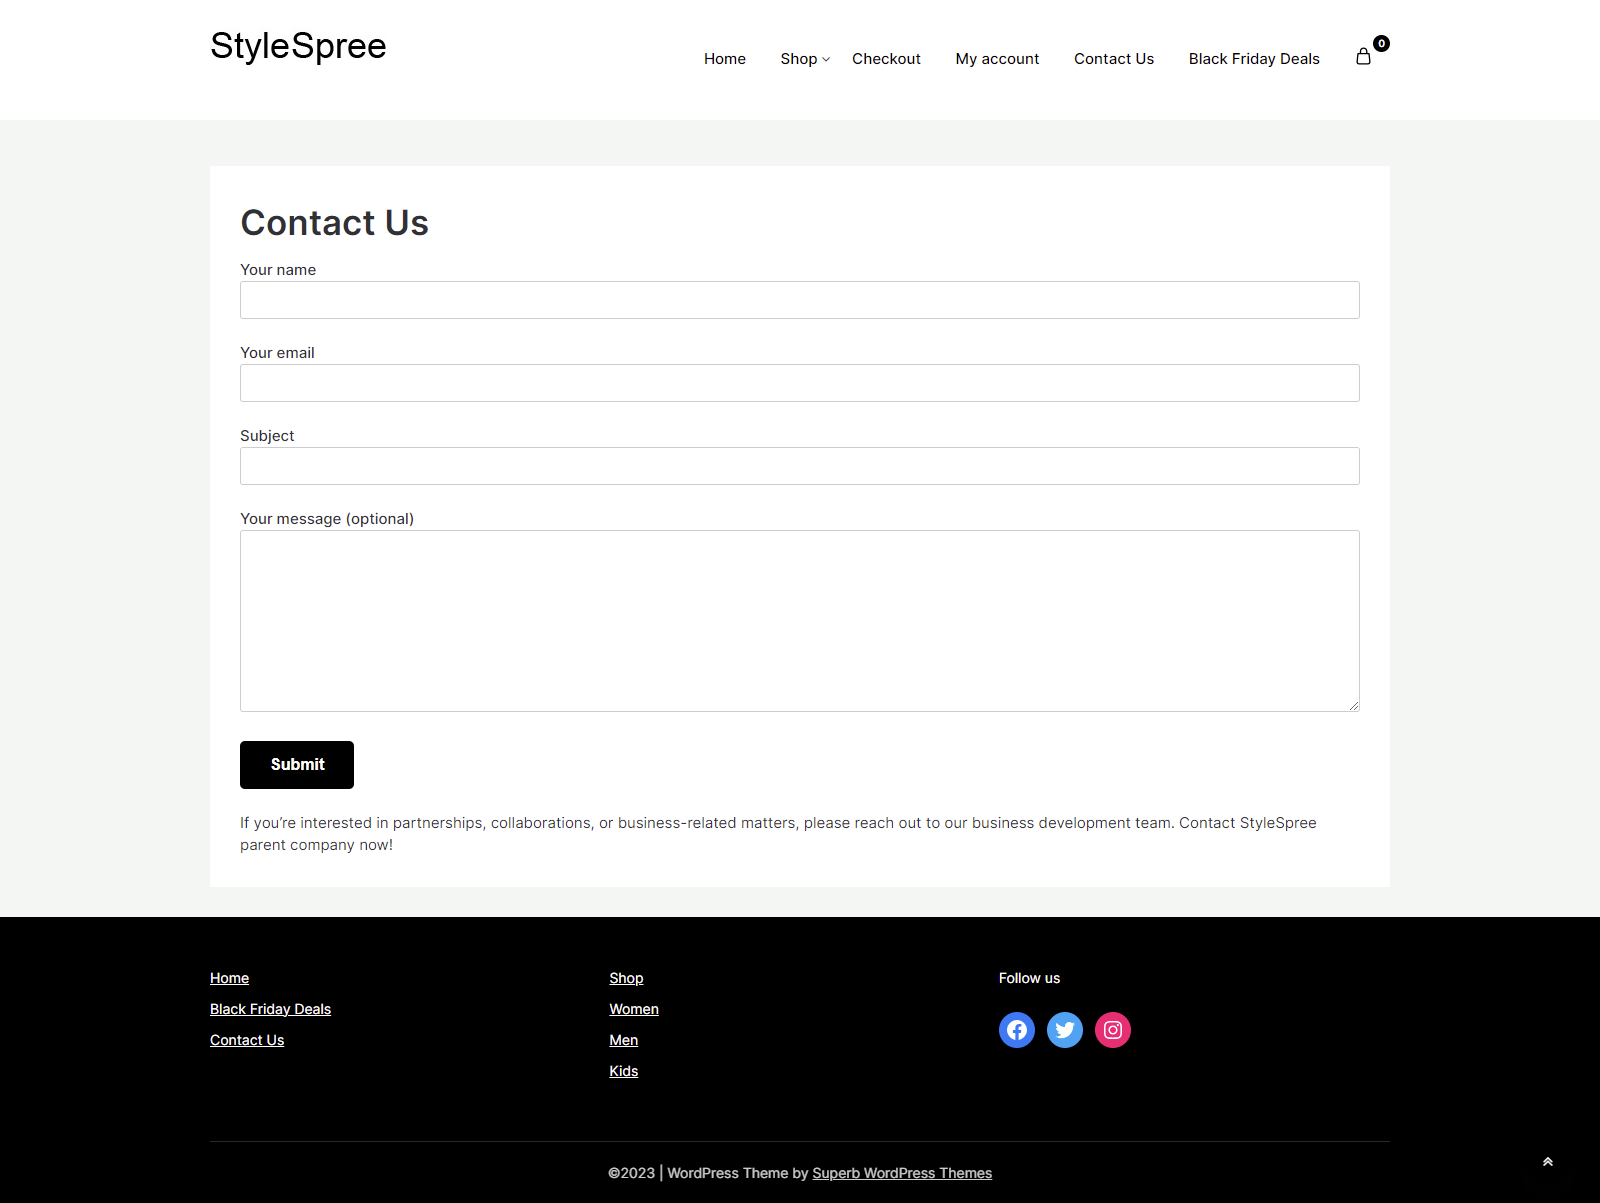 StyleSpree
Home Shop Checkout My account Contact Us Black Friday Deals 0
Contact Us
Your name
Your email
Subject
Your message (optional)
Submit
If you’re interested in partnerships, collaborations, or business-related matters, please reach out to our business development team. Contact StyleSpree
parent company now!
Home Shop Follow us
Black Friday Deals Women
Contact Us Men
Kids
©2023 | WordPress Theme by Superb WordPress Themes